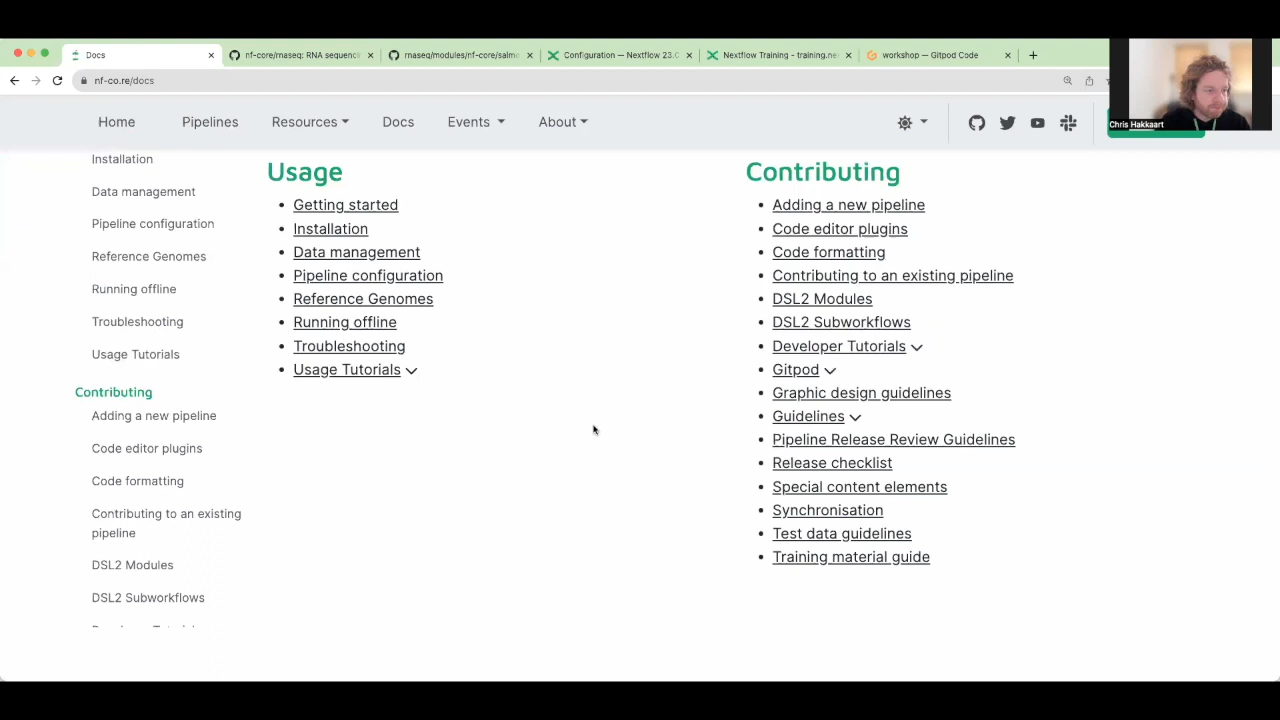 Docs
nf-core/rnaseq: RNA sequenci
rnaseq/modules/nf-core/salm
Configuration — Nextflow 23.
Nextflow Training - training.ne
workshop — Gitpod Code
nf-co.re/docs
Chris Hakkaart
Home
Pipelines
Resources
Docs
Events
About
Installation
Data management
Pipeline configuration
Reference Genomes
Running offline
Troubleshooting
Usage Tutorials
Contributing
Adding a new pipeline
Code editor plugins
Code formatting
Contributing to an existing
pipeline
DSL2 Modules
DSL2 Subworkflows
Usage
Getting started
Installation
Data management
Pipeline configuration
Reference Genomes
Running offline
Troubleshooting
Usage Tutorials
Contributing
Adding a new pipeline
Code editor plugins
Code formatting
Contributing to an existing pipeline
DSL2 Modules
DSL2 Subworkflows
Developer Tutorials
Gitpod
Graphic design guidelines
Guidelines
Pipeline Release Review Guidelines
Release checklist
Special content elements
Synchronisation
Test data guidelines
Training material guide